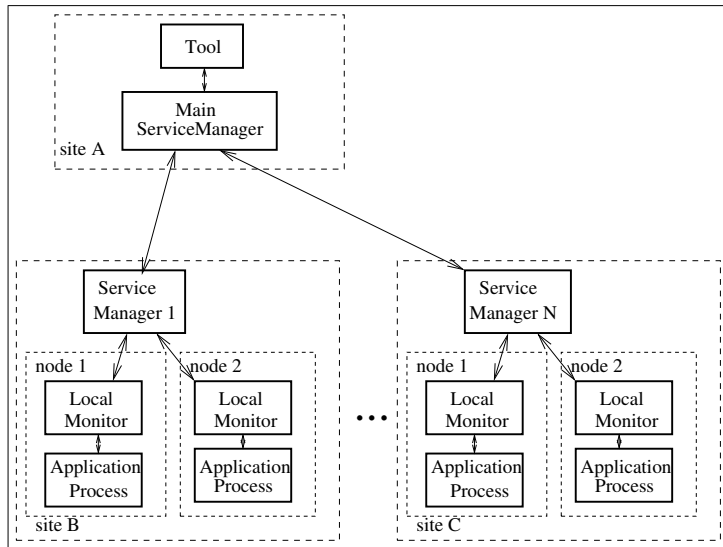 Tool
Main
ServiceManager
site A
Service
Manager 1
Service
Manager N
node 1
node 2
node 1
node 2
Local
Monitor
Local
Monitor
Local
Monitor
Local
Monitor
Application
Process
Application
Process
Application
Process
Application
Process
site B
site C